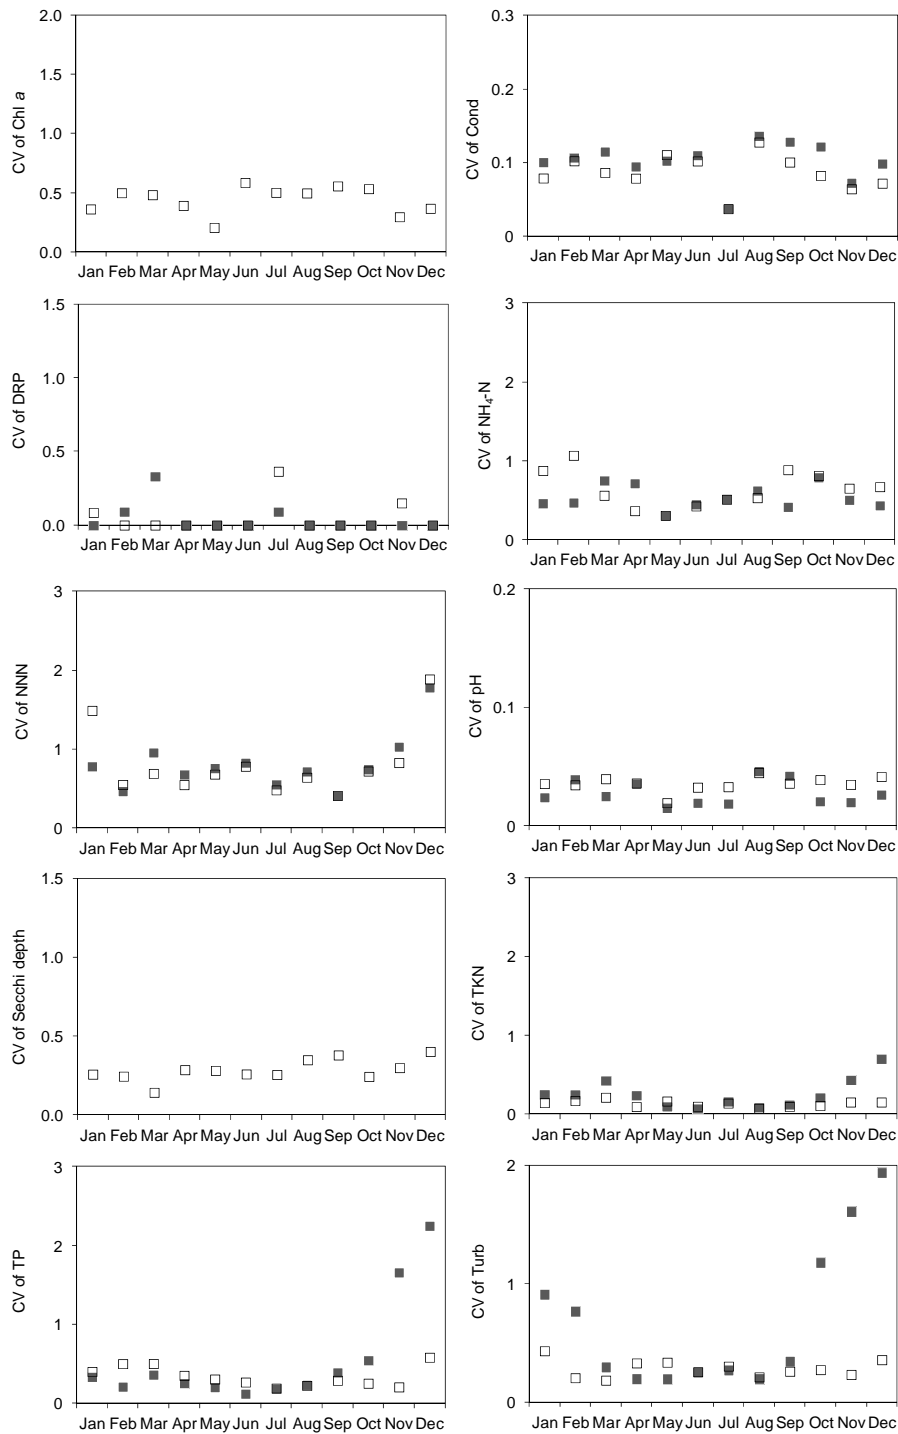 CV of Chl a
2.0
1.5
1.0
0.5
0.0
Jan Feb Mar Apr May Jun Jul Aug Sep Oct Nov Dec
CV of Cond
0.3
0.2
0.1
0
Jan Feb Mar Apr May Jun Jul Aug Sep Oct Nov Dec
CV of DRP
1.5
1.0
0.5
0.0
Jan Feb Mar Apr May Jun Jul Aug Sep Oct Nov Dec
CV of NH4-N
3
2
1
0
Jan Feb Mar Apr May Jun Jul Aug Sep Oct Nov Dec
CV of NNN
3
2
1
0
Jan Feb Mar Apr May Jun Jul Aug Sep Oct Nov Dec
CV of pH
0.2
0.1
0
Jan Feb Mar Apr May Jun Jul Aug Sep Oct Nov Dec
CV of Secchi depth
1.5
1.0
0.5
0.0
Jan Feb Mar Apr May Jun Jul Aug Sep Oct Nov Dec
CV of TKN
3
2
1
0
Jan Feb Mar Apr May Jun Jul Aug Sep Oct Nov Dec
CV of TP
3
2
1
0
Jan Feb Mar Apr May Jun Jul Aug Sep Oct Nov Dec
CV of Turb
2
1
0
Jan Feb Mar Apr May Jun Jul Aug Sep Oct Nov Dec